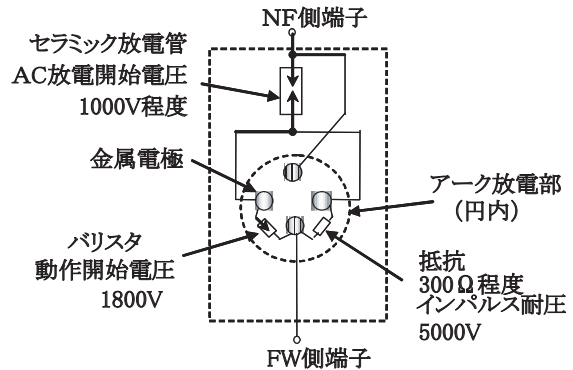 NF側端子
セラミック放電管
AC放電開始電圧
1000V程度
金属電極
アーク放電部
(円内)
バリスタ
動作開始電圧
1800V
抵抗
300Ω程度
インパルス耐圧
5000V
FW側端子